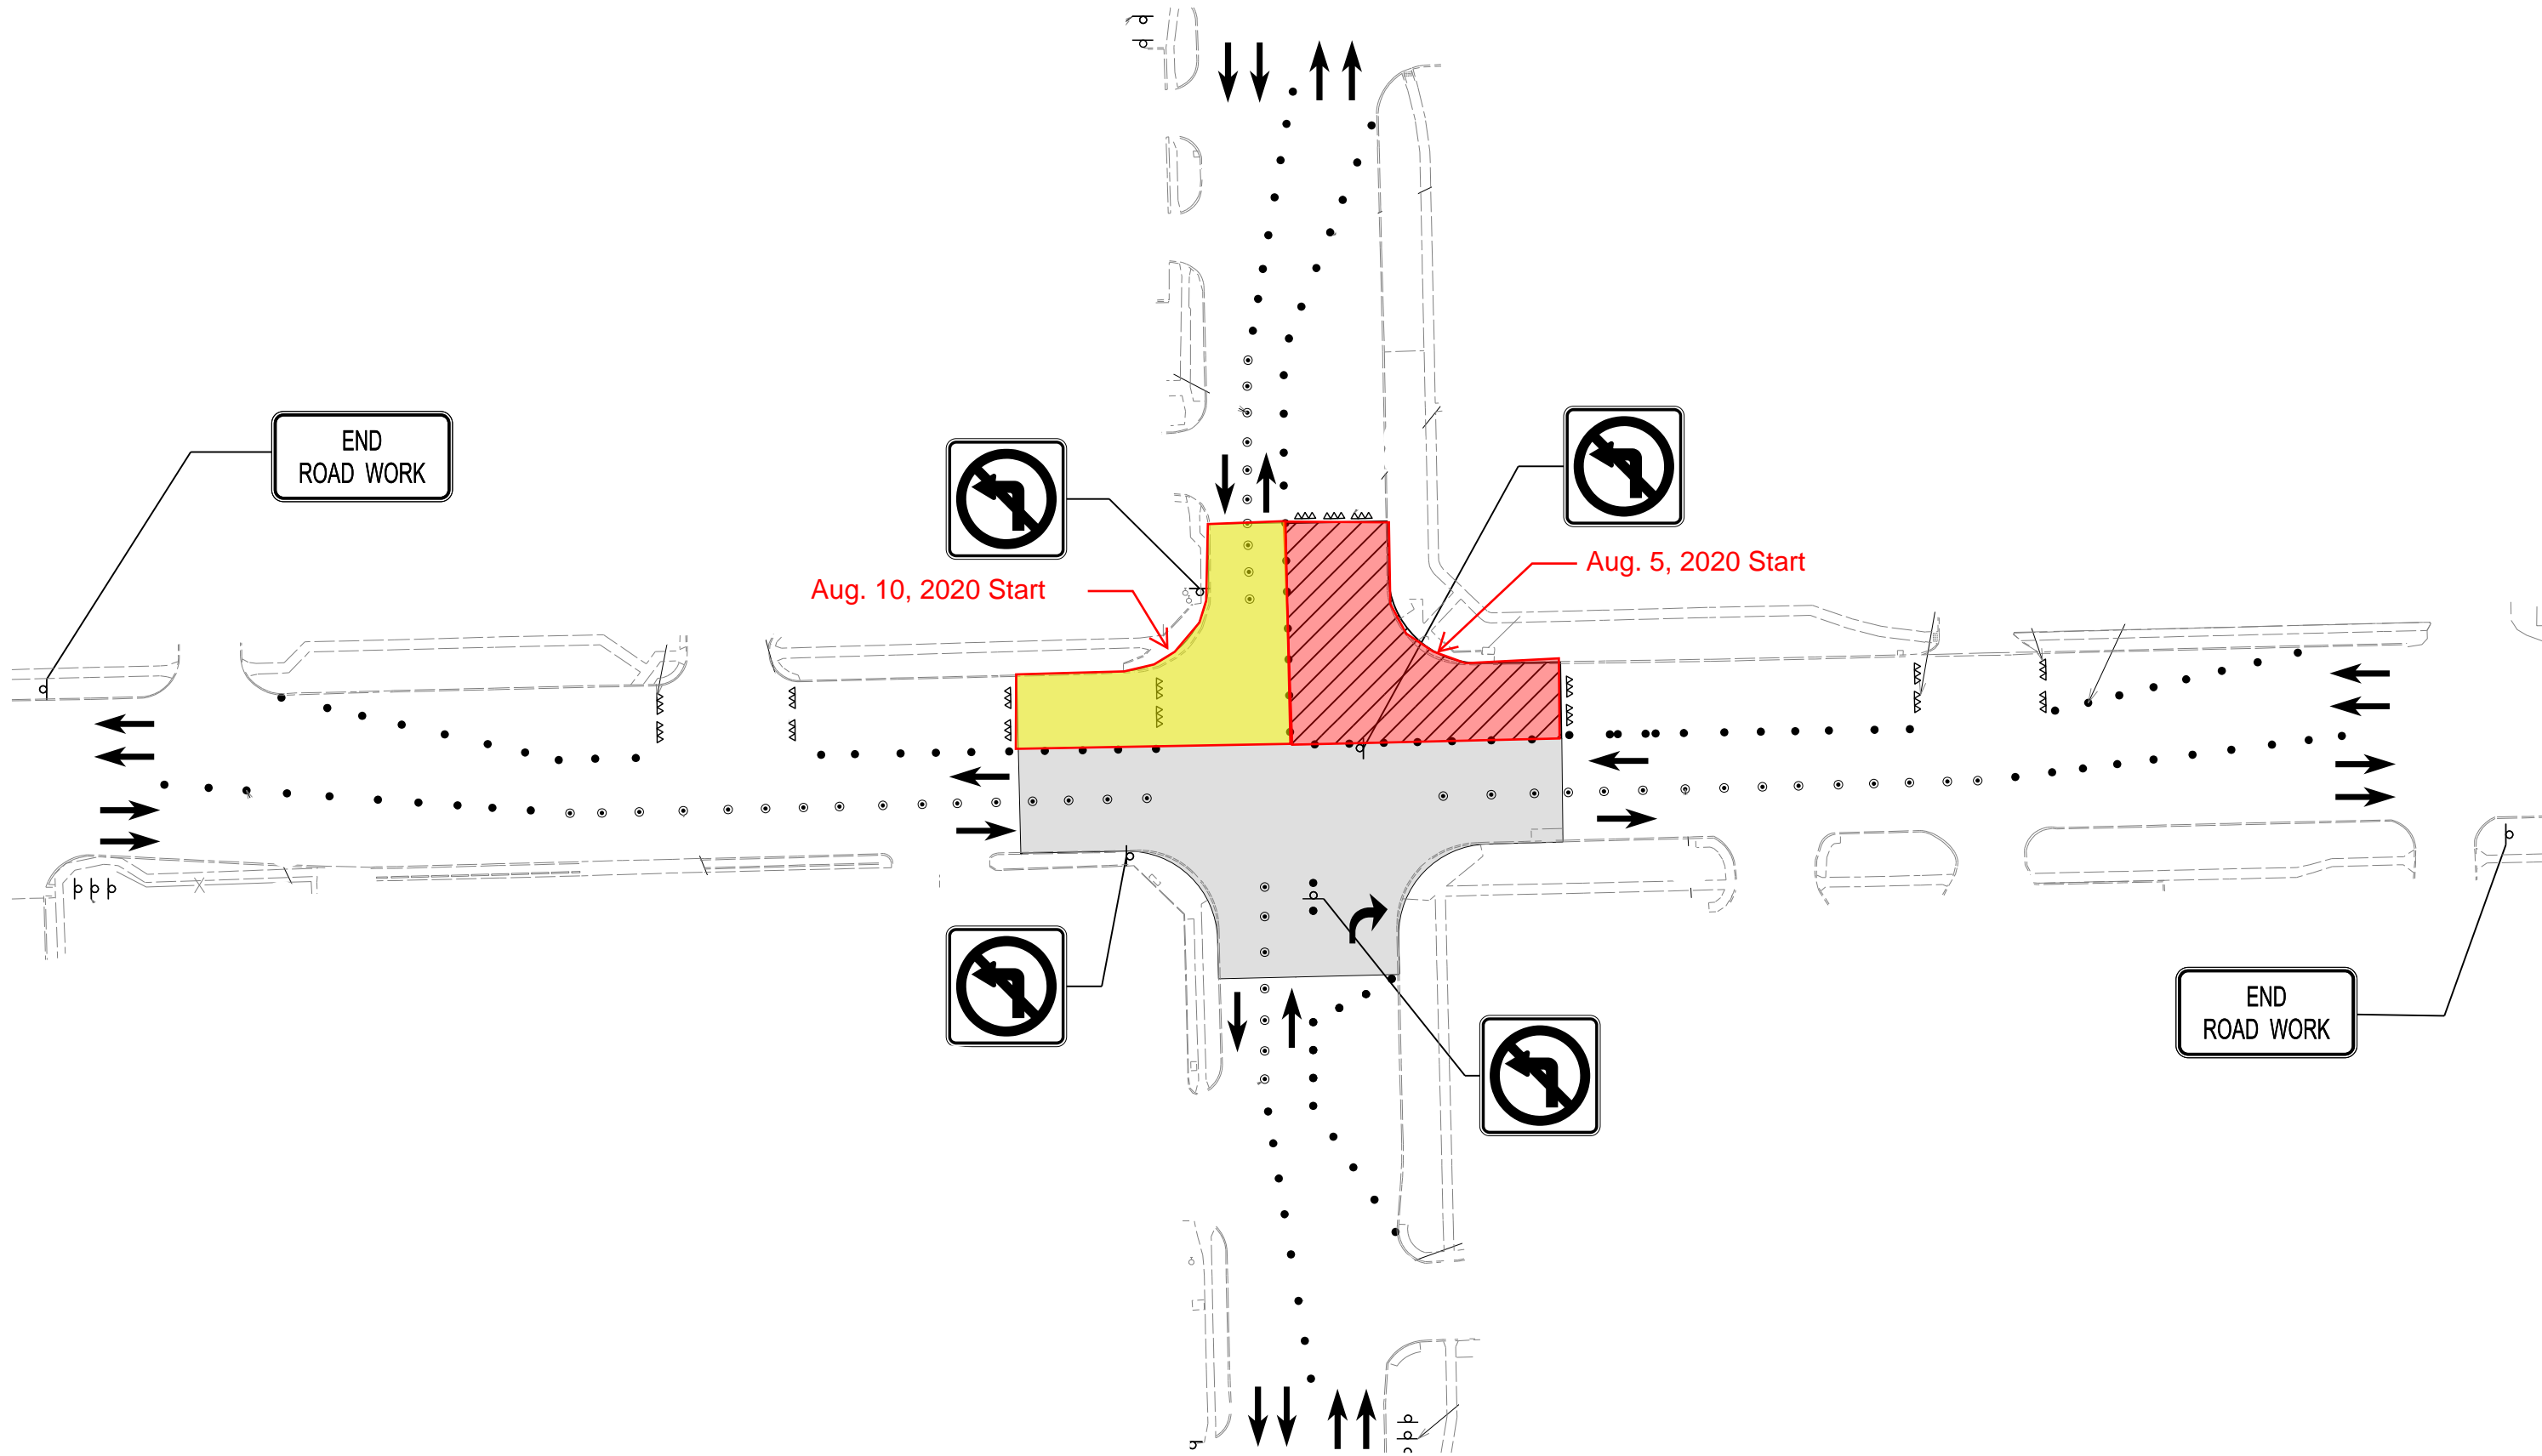 END
ROAD WORK
Aug. 10, 2020 Start
Aug. 5, 2020 Start
END
ROAD WORK